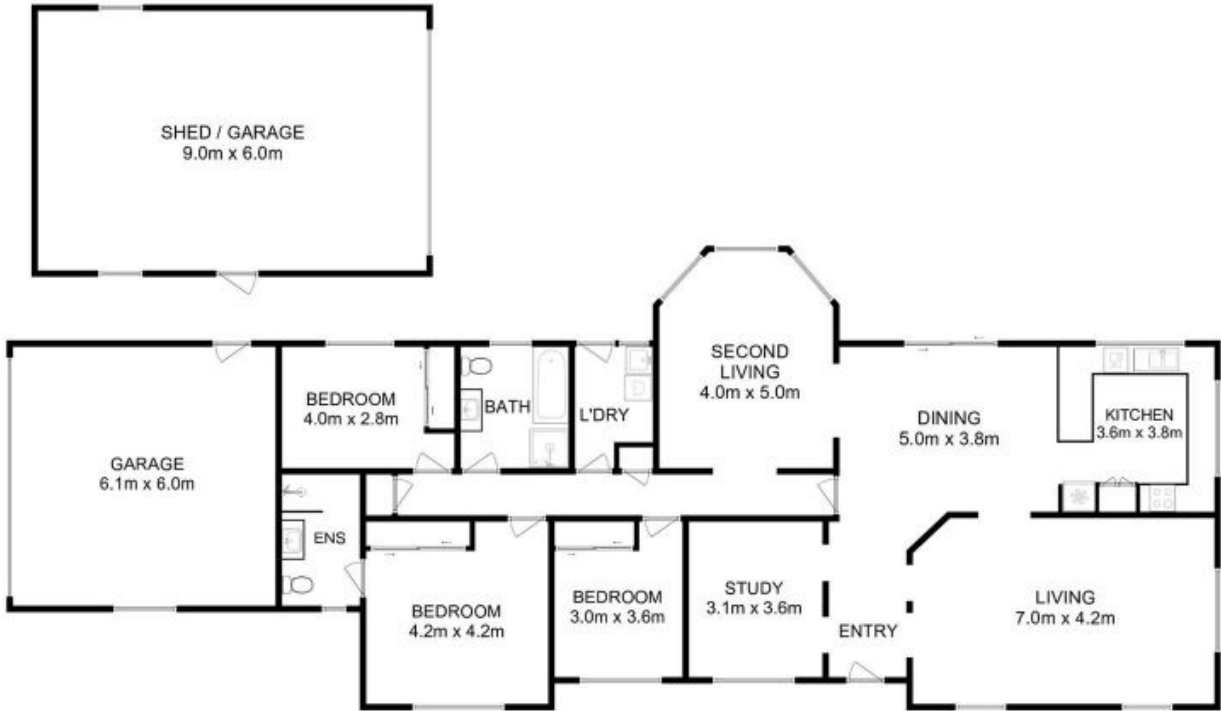 SHED / GARAGE
9.0m x 6.0m
SECOND
LIVING
4.0m x 5.0m
BEDROOM
4.0m x 2.8m
BATH
L'DRY
DINING
5.0m x 3.8m
KITCHEN
3.6m x 3.8m
GARAGE
6.1m x 6.0m
ENS
BEDROOM
4.2m x 4.2m
BEDROOM
3.0m x 3.6m
STUDY
3.1m x 3.6m
ENTRY
LIVING
7.0m x 4.2m